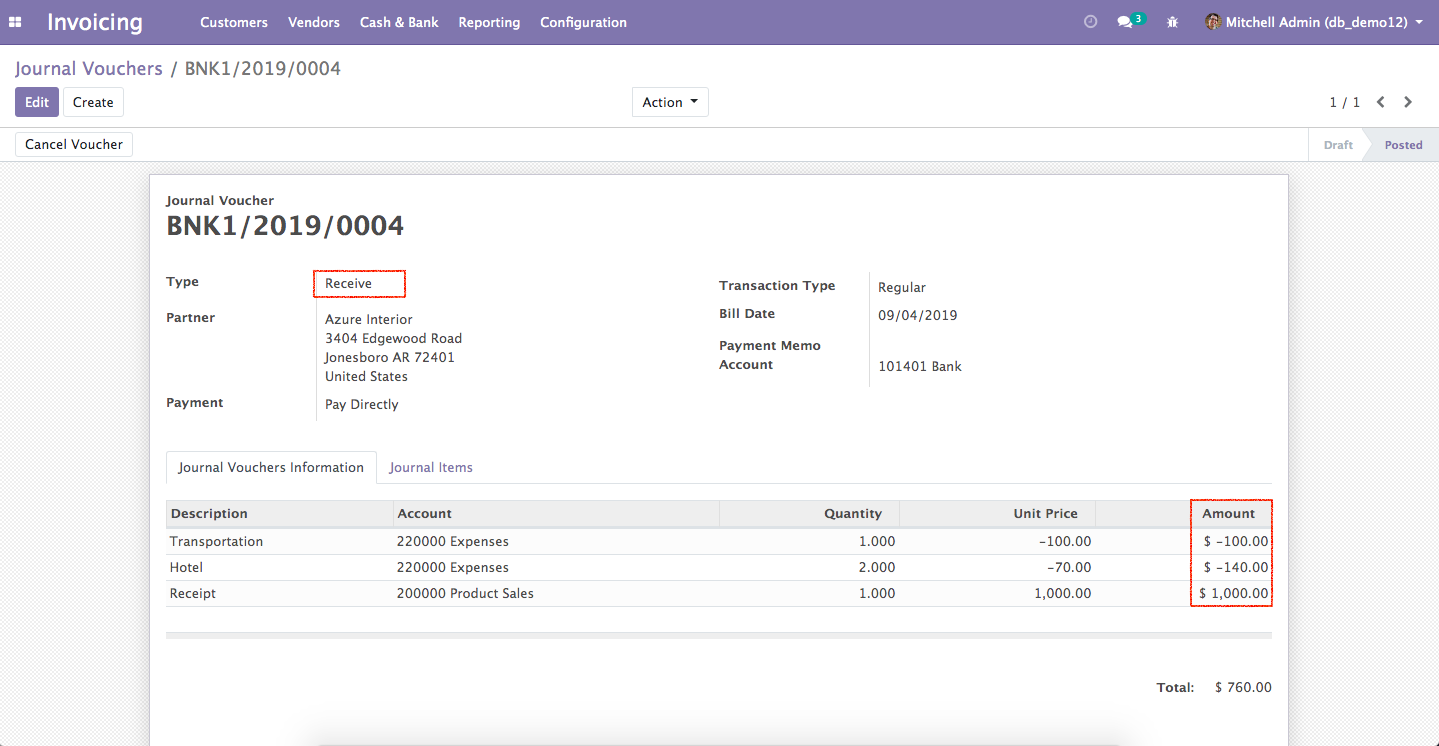 Invoicing Customers Vendors Cash & Bank Reporting Configuration 3 Mitchell Admin (db_demo12)
Journal Vouchers / BNK1/2019/0004
Edit Create Action 1 / 1
Cancel Voucher Draft Posted
Journal Voucher
BNK1/2019/0004
Type Receive
Transaction Type Regular
Partner Azure Interior
3404 Edgewood Road
Jonesboro AR 72401
United States
Bill Date 09/04/2019
Payment Memo
Account 101401 Bank
Payment Pay Directly
Journal Vouchers Information Journal Items
Description Account Quantity Unit Price Amount
Transportation 220000 Expenses 1.000 -100.00 $ -100.00
Hotel 220000 Expenses 2.000 -70.00 $ -140.00
Receipt 200000 Product Sales 1.000 1,000.00 $ 1,000.00
Total: $ 760.00